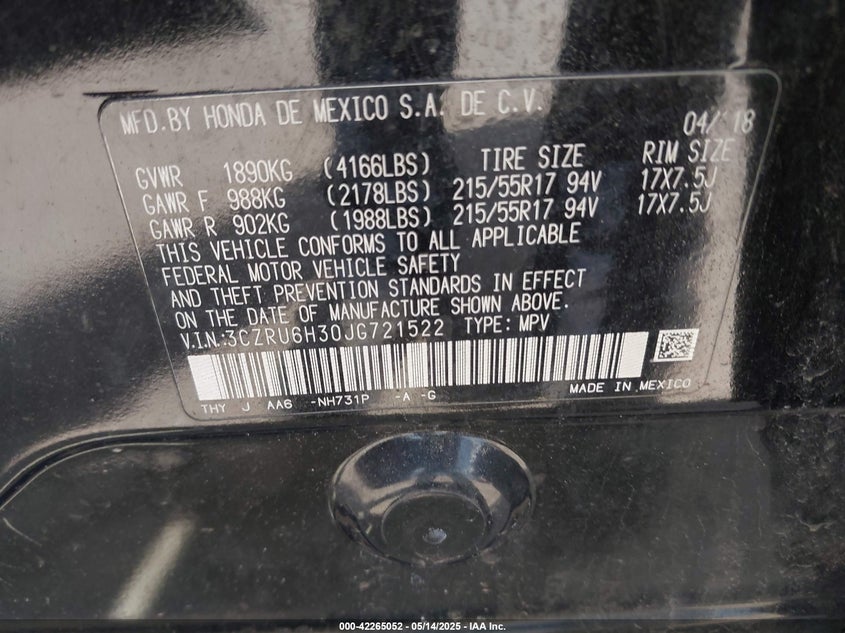 MFD.BY HONDA DE MEXICO S.A. DE C.V.
04/18
GVWR 1890KG (4166LBS) TIRE SIZE RIM SIZE
GAWR F 988KG (2178LBS) 215/55R17 94V 17X7.5J
GAWR R 902KG (1988LBS) 215/55R17 94V 17X7.5J
THIS VEHICLE CONFORMS TO ALL APPLICABLE
FEDERAL MOTOR VEHICLE SAFETY
AND THEFT PREVENTION STANDARDS IN EFFECT
ON THE DATE OF MANUFACTURE SHOWN ABOVE.
V.I.N:3CZRU6H30JG721522 TYPE: MPV
THY J AA6 -NH731P -A -G MADE IN MEXICO
000-42265052 - 05/14/2025 - IAA Inc.